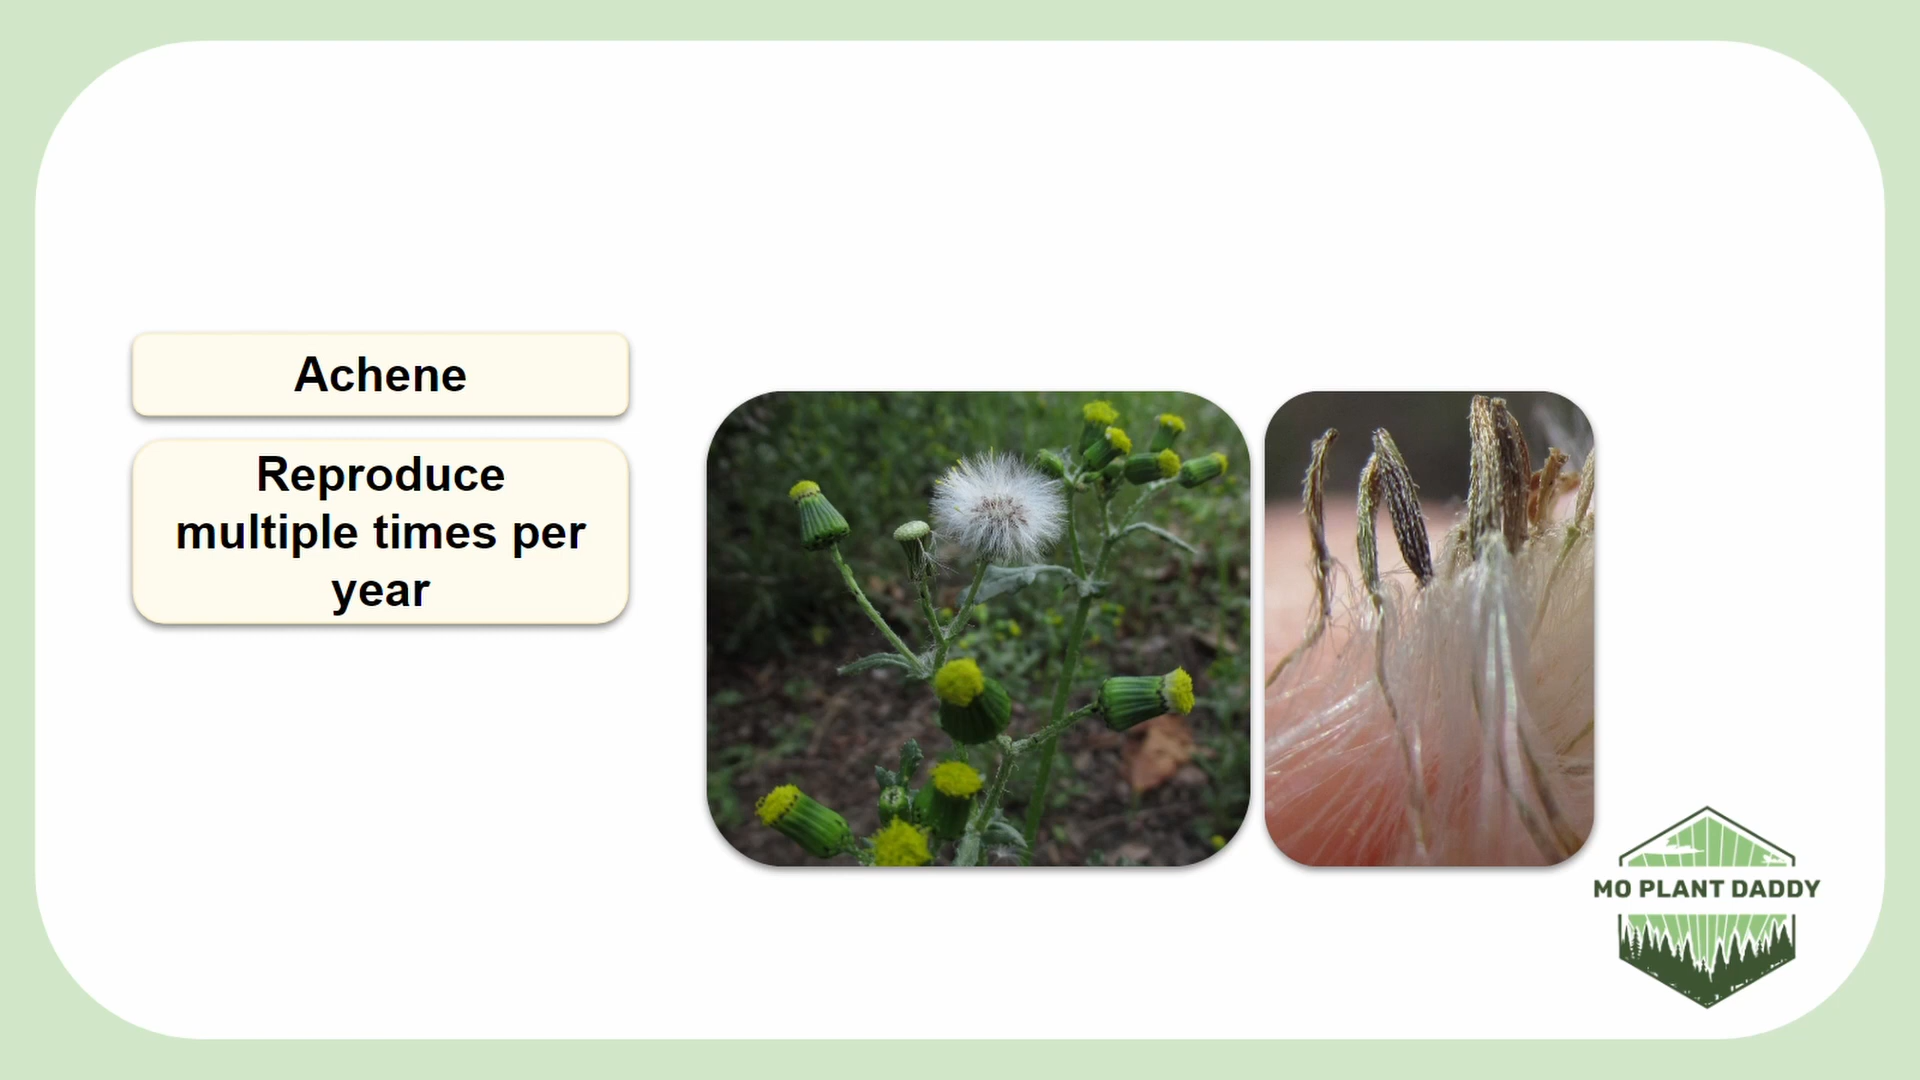 Achene
Reproduce
multiple times per
year
MO PLANT DADDY